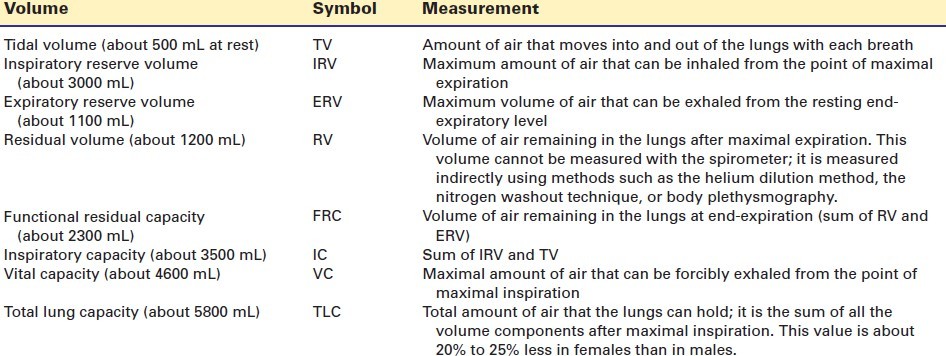 Volume Symbol Measurement
Tidal volume (about 500 mL at rest) TV Amount of air that moves into and out of the lungs with each breath
Inspiratory reserve volume IRV Maximum amount of air that can be inhaled from the point of maximal
(about 3000 mL) expiration
Expiratory reserve volume ERV Maximum volume of air that can be exhaled from the resting end-
(about 1100 mL) expiratory level
Residual volume (about 1200 mL) RV Volume of air remaining in the lungs after maximal expiration. This
volume cannot be measured with the spirometer; it is measured
indirectly using methods such as the helium dilution method, the
nitrogen washout technique, or body plethysmography.
Functional residual capacity FRC Volume of air remaining in the lungs at end-expiration (sum of RV and
(about 2300 mL) ERV)
Inspiratory capacity (about 3500 mL) IC Sum of IRV and TV
Vital capacity (about 4600 mL) VC Maximal amount of air that can be forcibly exhaled from the point of
maximal inspiration
Total lung capacity (about 5800 mL) TLC Total amount of air that the lungs can hold; it is the sum of all the
volume components after maximal inspiration. This value is about
20% to 25% less in females than in males.